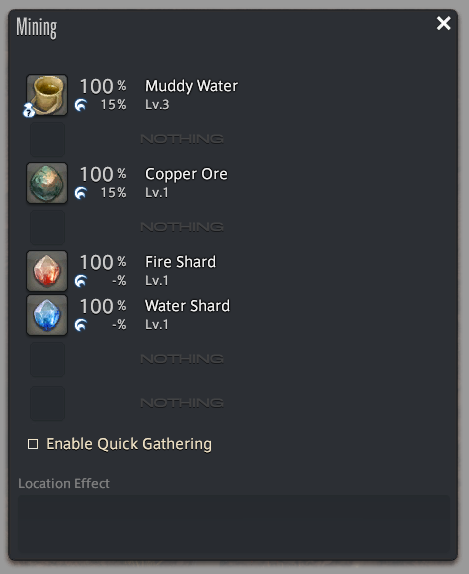 Mining
100 % Muddy Water
15% Lv.3
NOTHING
100 % Copper Ore
15% Lv.1
NOTHING
100 % Fire Shard
-% Lv.1
100 % Water Shard
-% Lv.1
NOTHING
NOTHING
Enable Quick Gathering
Location Effect